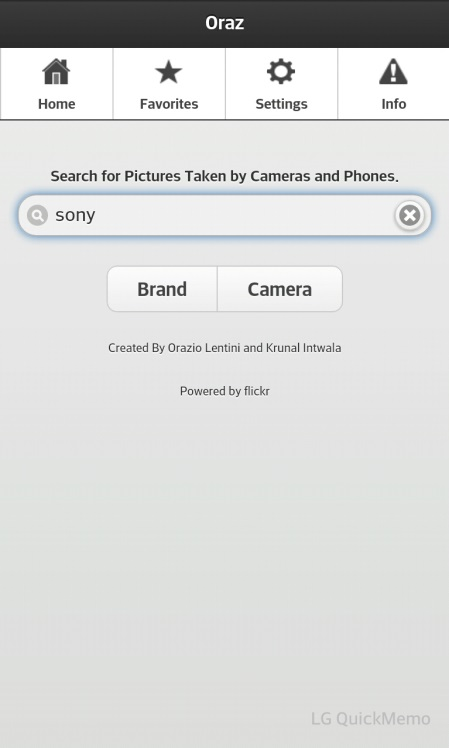 Oraz
Home Favorites Settings Info
Search for Pictures Taken by Cameras and Phones.
sony
Brand Camera
Created By Orazio Lentini and Krunal Intwala
Powered by flickr
LG QuickMemo